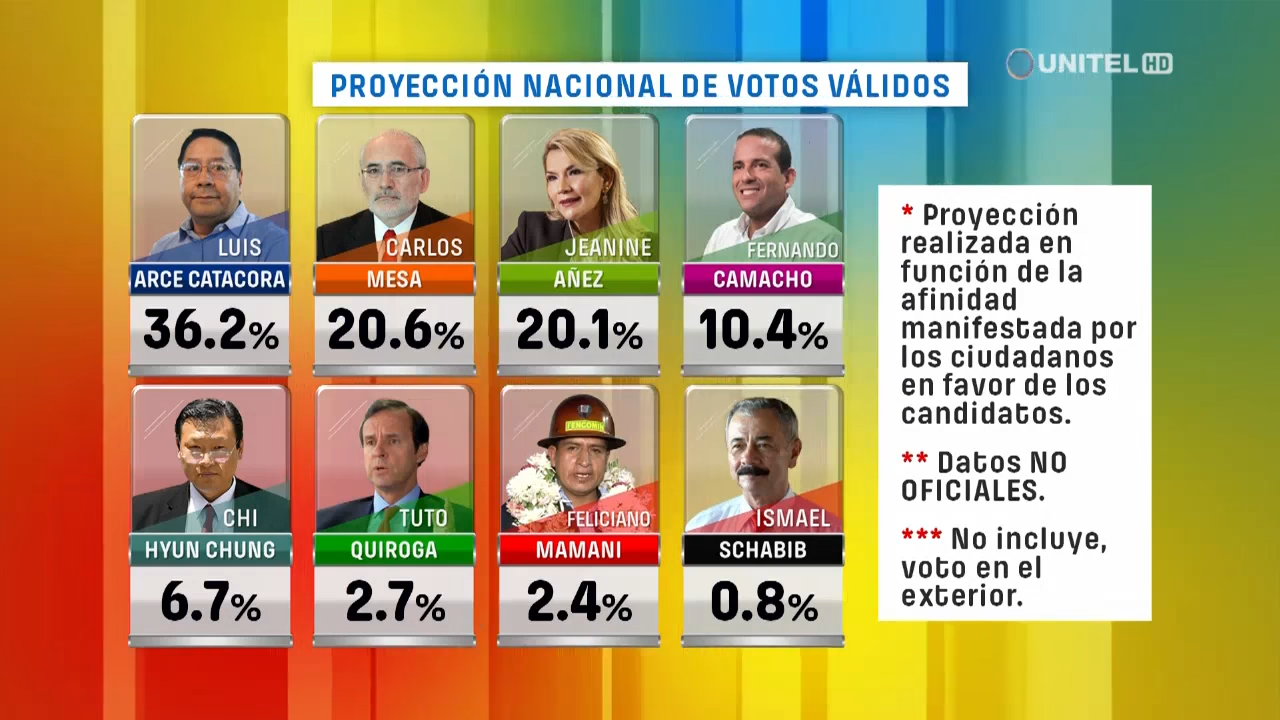 UNITEL HD
PROYECCIÓN NACIONAL DE VOTOS VÁLIDOS
LUIS
ARCE CATACORA
36.2%
CARLOS
MESA
20.6%
JEANINE
AÑEZ
20.1%
FERNANDO
CAMACHO
10.4%
CHI
HYUN CHUNG
6.7%
TUTO
QUIROGA
2.7%
FENCOMIN
FELICIANO
MAMANI
2.4%
ISMAEL
SCHABIB
0.8%
* Proyección
realizada en
función de la
afinidad
manifestada por
los ciudadanos
en favor de los
candidatos.
** Datos NO
OFICIALES.
*** No incluye,
voto en el
exterior.